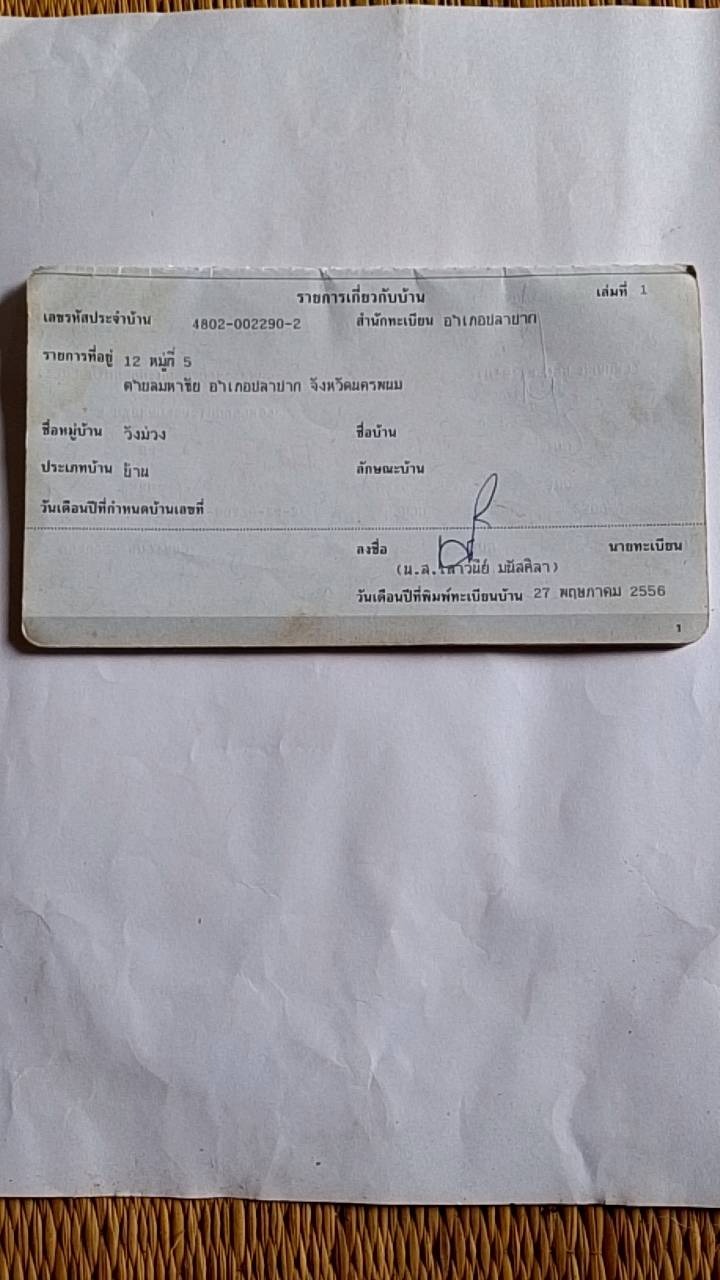 รายการเกี่ยวกับบ้าน เล่มที่ 1
เลขรหัสประจำบ้าน 4802-002290-2 สำนักทะเบียน อำเภอปลาปาก
รายการที่อยู่ 12 หมู่ที่ 5
ตำบลมหาชัย อำเภอปลาปาก จังหวัดนครพนม
ชื่อหมู่บ้าน วังม่วง ชื่อบ้าน
ประเภทบ้าน บ้าน ลักษณะบ้าน
วันเดือนปีที่กำหนดบ้านเลขที่
ลงชื่อ นายทะเบียน
(น.ส. มนัสศิลา)
วันเดือนปีที่พิมพ์ทะเบียนบ้าน 27 พฤษภาคม 2556
1